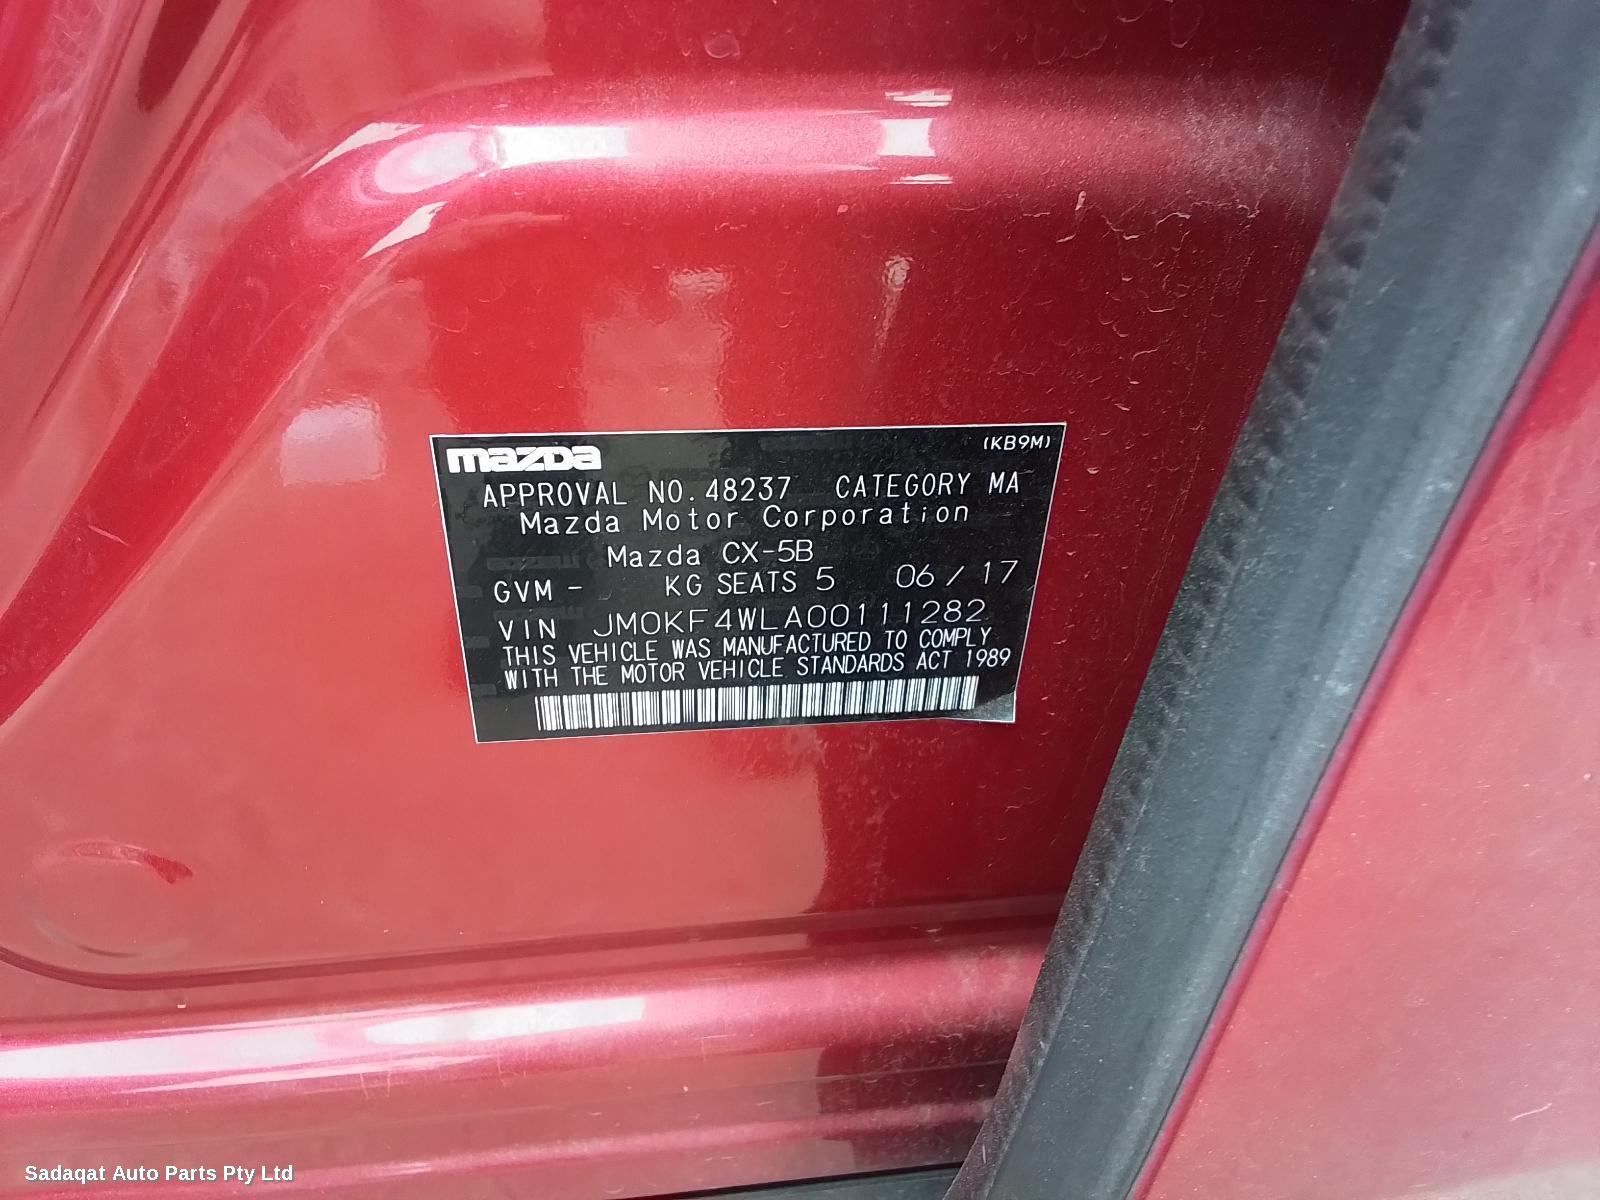 mazda (KB9M)
APPROVAL NO. 48237 CATEGORY MA
Mazda Motor Corporation
Mazda CX-5B
GVM - KG SEATS 5 06 / 17
VIN JM0KF4WLA00111282
THIS VEHICLE WAS MANUFACTURED TO COMPLY
WITH THE MOTOR VEHICLE STANDARDS ACT 1989
Sadaqat Auto Parts Pty Ltd